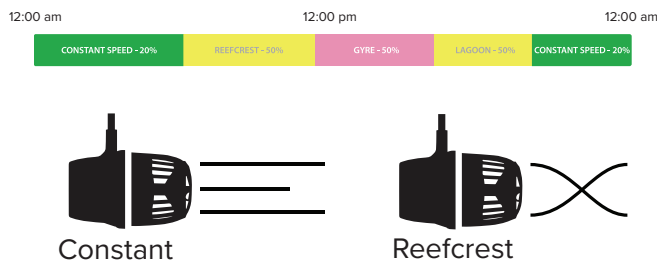 12:00 am 12:00 pm 12:00 am
CONSTANT SPEED - 20% REEFCREST - 50% GYRE - 50% LAGOON - 50% CONSTANT SPEED - 20%
Constant Reefcrest